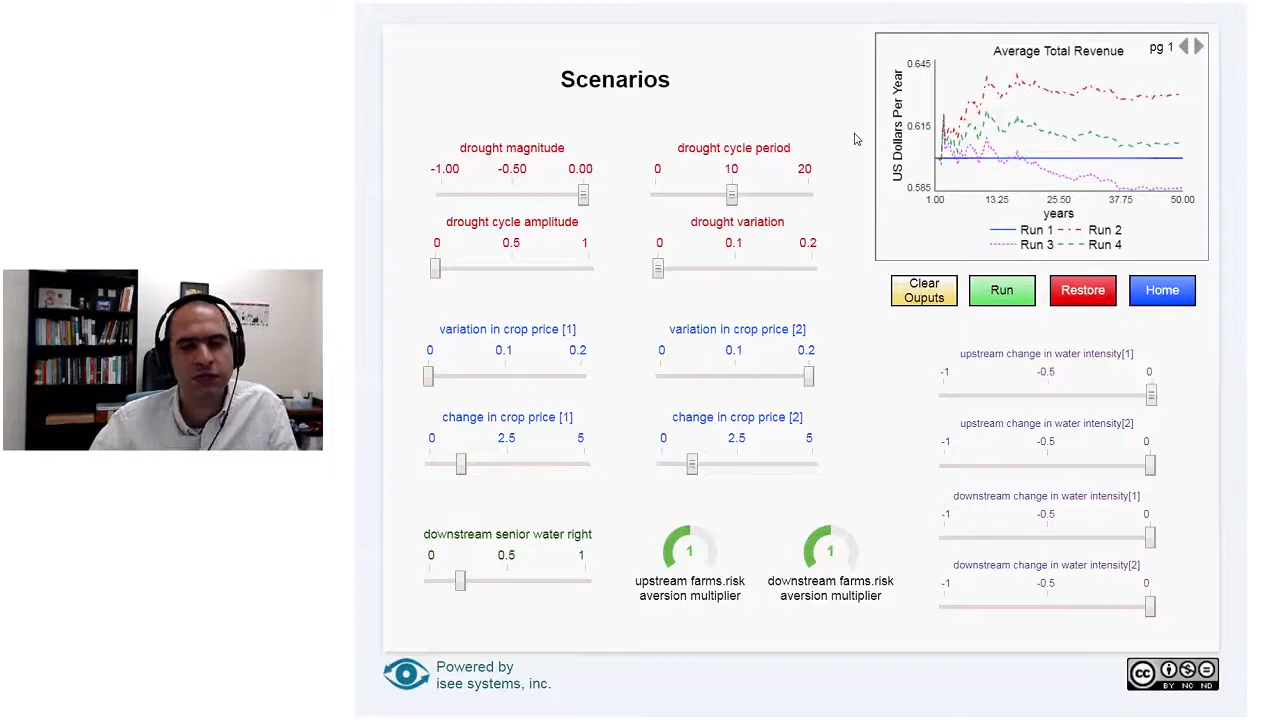 Scenarios
drought magnitude
-1.00 -0.50 0.00
drought cycle period
0 10 20
drought cycle amplitude
0 0.5 1
drought variation
0 0.1 0.2
variation in crop price [1]
0 0.1 0.2
variation in crop price [2]
0 0.1 0.2
change in crop price [1]
0 2.5 5
change in crop price [2]
0 2.5 5
downstream senior water right
0 0.5 1
1
upstream farms.risk
aversion multiplier
1
downstream farms.risk
aversion multiplier
Average Total Revenue
pg 1
US Dollars Per Year
0.645
0.615
0.585
1.00 13.25 25.50 37.75 50.00
years
Run 1 Run 2
Run 3 Run 4
Clear
Ouputs
Run
Restore
Home
upstream change in water intensity[1]
-1 -0.5 0
upstream change in water intensity[2]
-1 -0.5 0
downstream change in water intensity[1]
-1 -0.5 0
downstream change in water intensity[2]
-1 -0.5 0
Powered by
isee systems, inc.
cc
BY NC ND